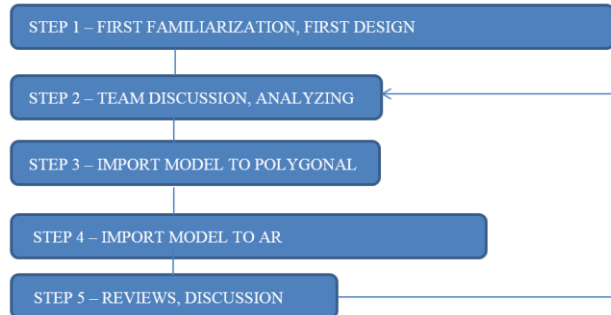 STEP 1 – FIRST FAMILIARIZATION, FIRST DESIGN
STEP 2 – TEAM DISCUSSION, ANALYZING
STEP 3 – IMPORT MODEL TO POLYGONAL
STEP 4 – IMPORT MODEL TO AR
STEP 5 – REVIEWS, DISCUSSION